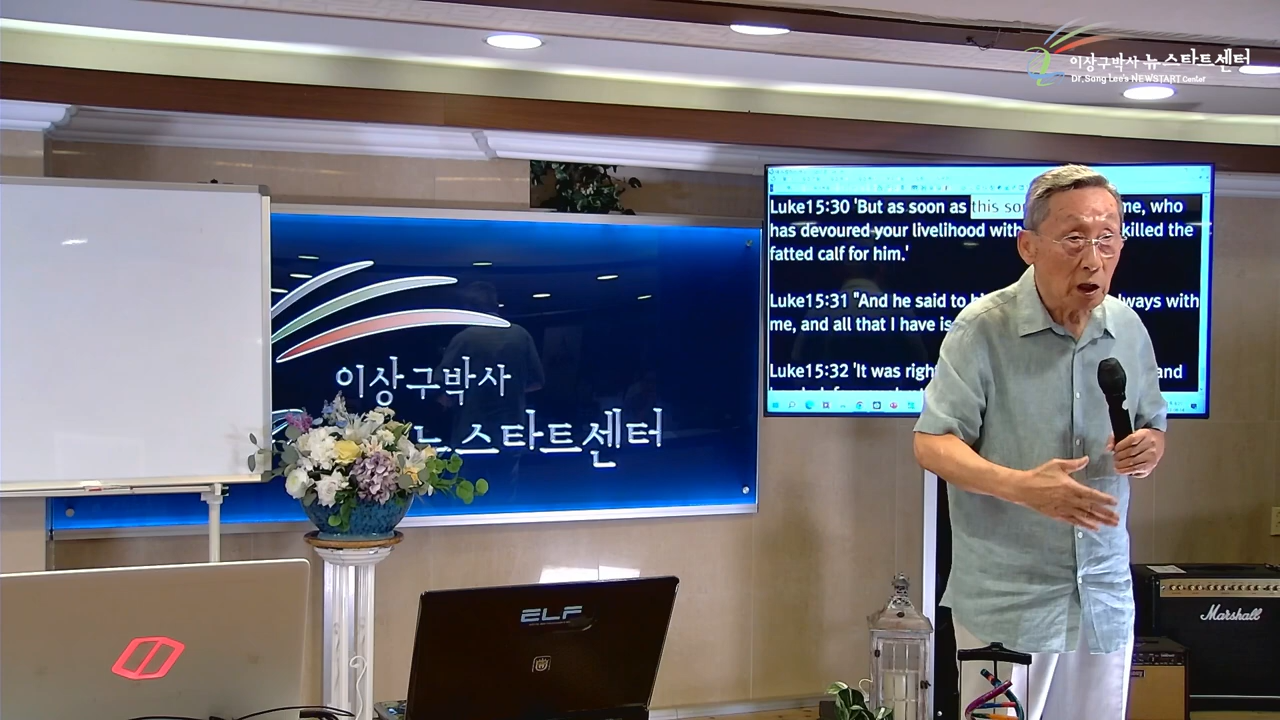 이상구박사 뉴스타트센터
Dr. Sang Lee's NEWSTART Center
Luke15:30 'But as soon as this so me, who
has devoured your livelihood with killed the
fatted calf for him.'
Luke15:31 "And he said to lways with
me, and all that I have is
Luke15:32 'It was righ and
이상구박사
뉴스타트센터
ELF
Marshall